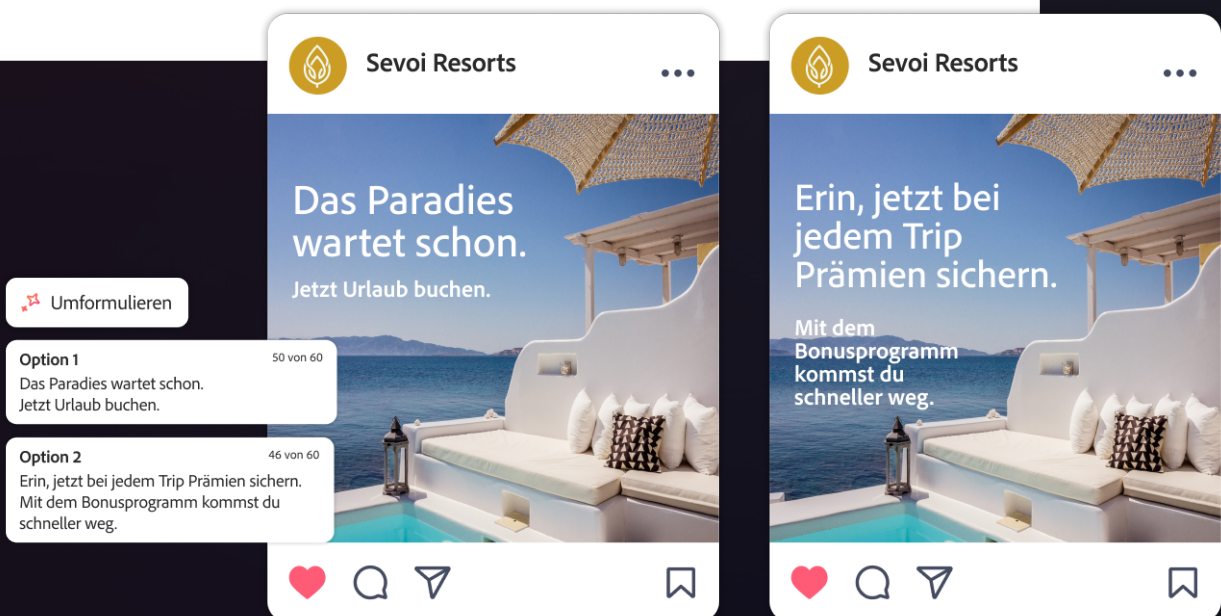 Sevoi Resorts
Das Paradies
wartet schon.
Jetzt Urlaub buchen.
Umformulieren
Option 1
50 von 60
Das Paradies wartet schon.
Jetzt Urlaub buchen.
Option 2
46 von 60
Erin, jetzt bei jedem Trip Prämien sichern.
Mit dem Bonusprogramm kommst du
schneller weg.
Sevoi Resorts
Erin, jetzt bei
jedem Trip
Prämien sichern.
Mit dem
Bonusprogramm
kommst du
schneller weg.